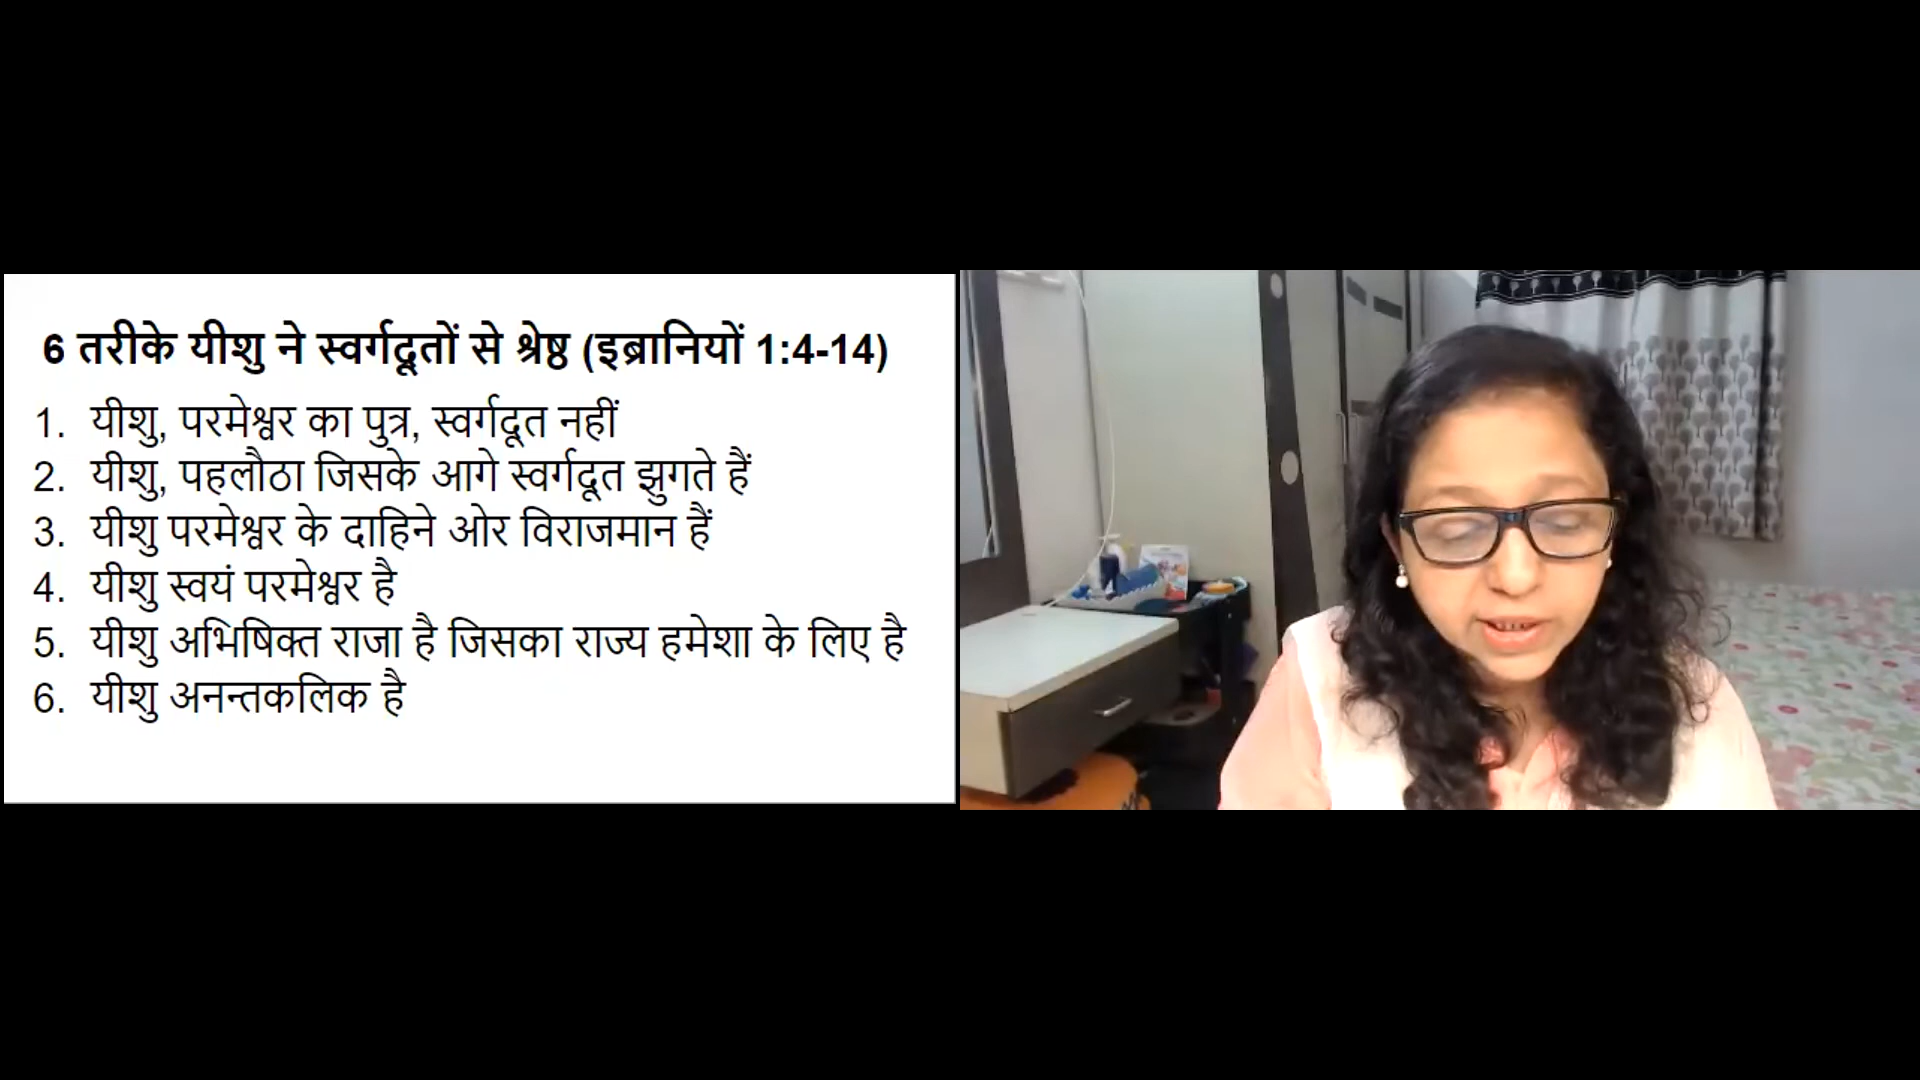 6 तरीके यीशु ने स्वर्गदूतों से श्रेष्ठ (इब्रानियों 1:4-14)
1. यीशु, परमेश्वर का पुत्र, स्वर्गदूत नहीं
2. यीशु, पहलौठा जिसके आगे स्वर्गदूत झुगते हैं
3. यीशु परमेश्वर के दाहिने ओर विराजमान हैं
4. यीशु स्वयं परमेश्वर है
5. यीशु अभिषिक्त राजा है जिसका राज्य हमेशा के लिए है
6. यीशु अनन्तकलिक है